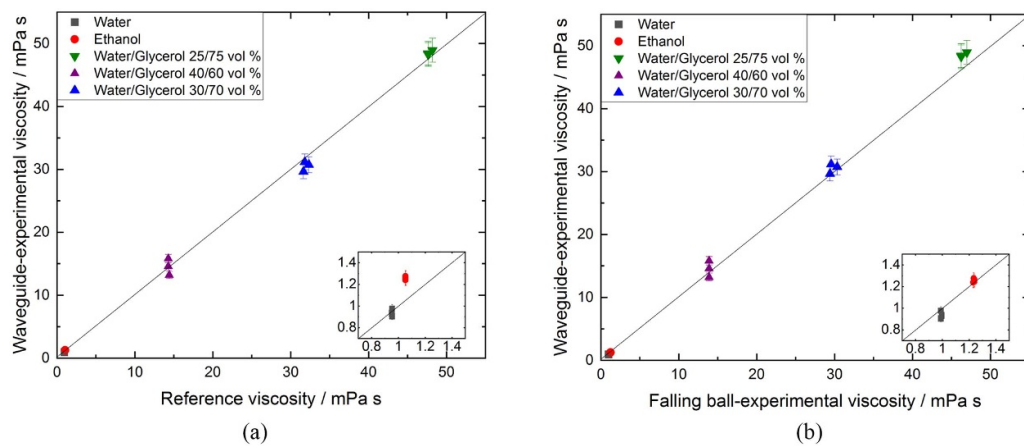 Waveguide-experimental viscosity / mPa s
50
40
30
20
10
0
Water
Ethanol
Water/Glycerol 25/75 vol %
Water/Glycerol 40/60 vol %
Water/Glycerol 30/70 vol %
1.4
1.2
1
0.8
0.8 1 1.2 1.4
0 10 20 30 40 50
Reference viscosity / mPa s
(a)
Waveguide-experimental viscosity / mPa s
50
40
30
20
10
0
Water
Ethanol
Water/Glycerol 25/75 vol %
Water/Glycerol 40/60 vol %
Water/Glycerol 30/70 vol %
1.4
1.2
1
0.8
0.8 1 1.2 1.4
0 10 20 30 40 50
Falling ball-experimental viscosity / mPa s
(b)